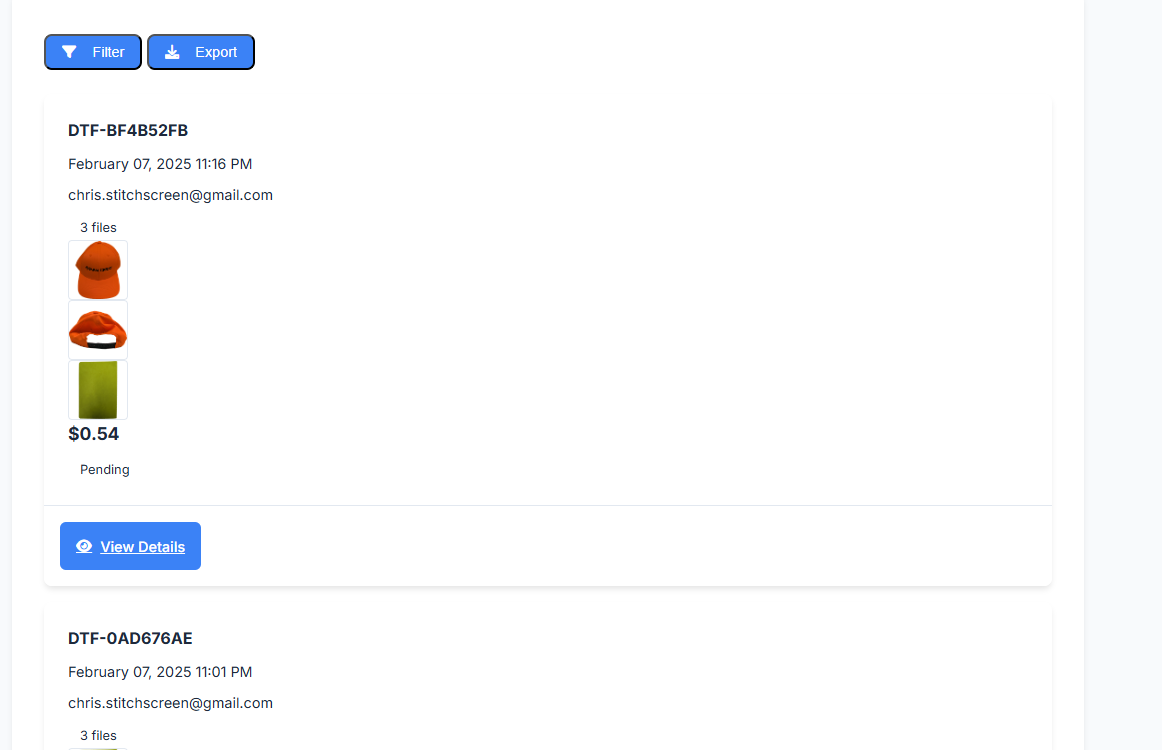 Filter Export
DTF-BF4B52FB
February 07, 2025 11:16 PM
chris.stitchscreen@gmail.com
3 files
$0.54
Pending
View Details
DTF-0AD676AE
February 07, 2025 11:01 PM
chris.stitchscreen@gmail.com
3 files